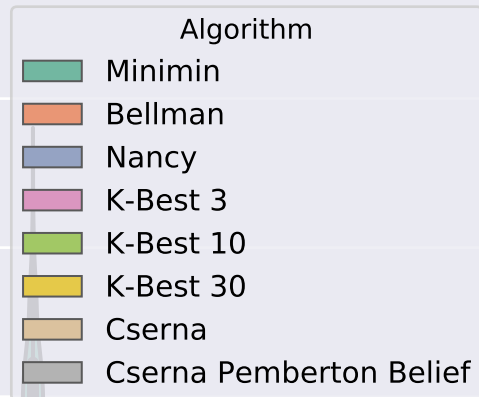 Algorithm
Minimin
Bellman
Nancy
K-Best 3
K-Best 10
K-Best 30
Cserna
Cserna Pemberton Belief